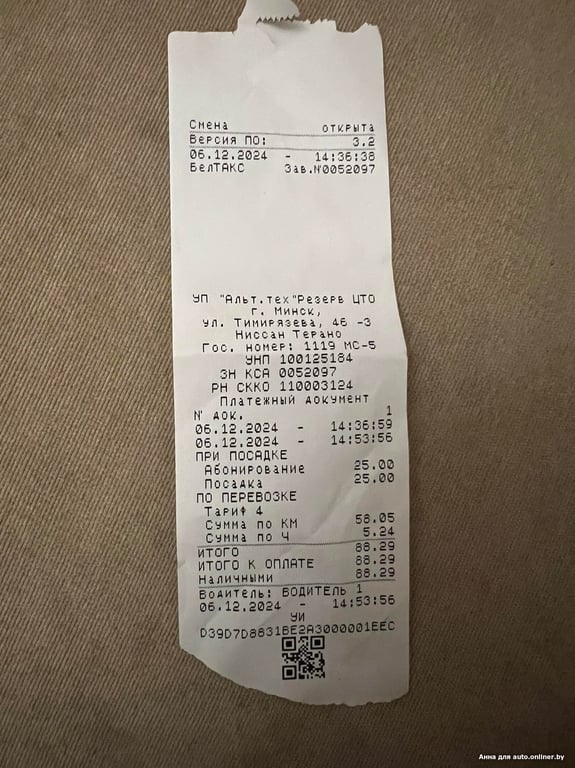 Смена открыта
Версия ПО: 3.2
06.12.2024 - 14:36:38
БелТАКС Зав.№0052097
УП "Альт.тех"Резерв ЦТО
г. Минск,
ул. Тимирязева, 46 -3
Ниссан Терано
Гос. номер: 1119 МС-5
УНП 100125184
ЗН КСА 0052097
РН СККО 110003124
Платежный документ
№ док. 1
06.12.2024 - 14:36:59
06.12.2024 - 14:53:56
ПРИ ПОСАДКЕ
Абонирование 25.00
Посадка 25.00
ПО ПЕРЕВОЗКЕ
Тариф 4
Сумма по КМ 58.05
Сумма по Ч 5.24
ИТОГО 88.29
ИТОГО К ОПЛАТЕ 88.29
Наличными 88.29
Водитель: ВОДИТЕЛЬ 1
06.12.2024 - 14:53:56
УИ
D39D7D8831BE2A3000001EEC
Анна для auto.onliner.by